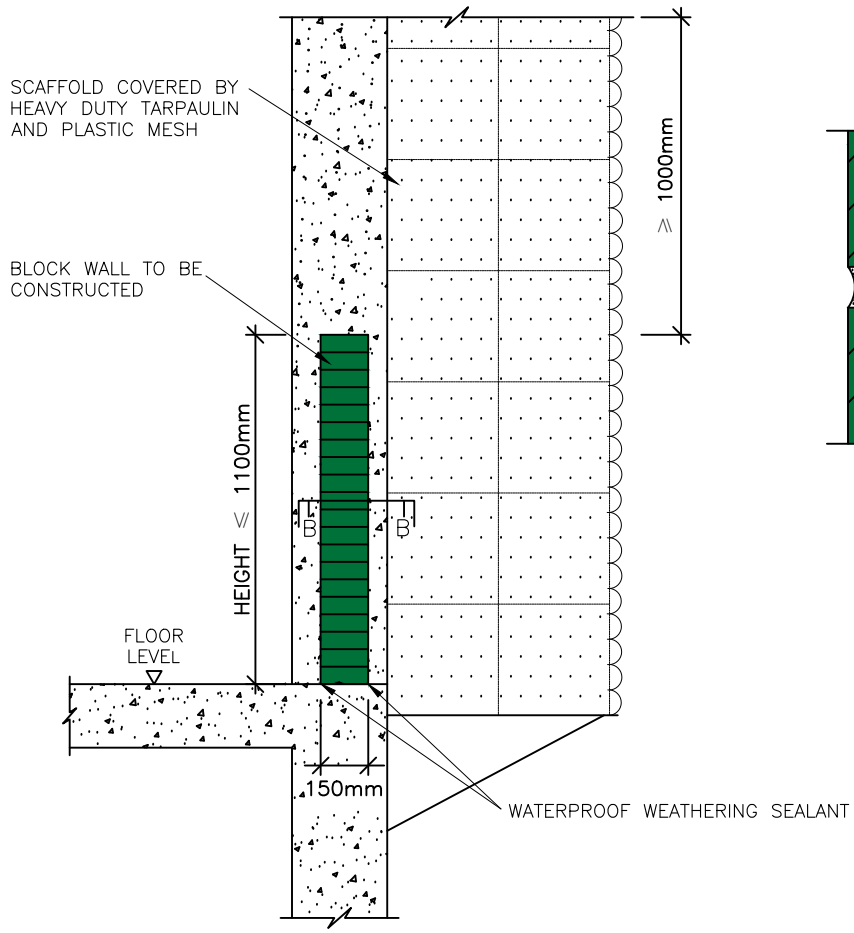 SCAFFOLD COVERED BY
HEAVY DUTY TARPAULIN
AND PLASTIC MESH
≥ 1000mm
BLOCK WALL TO BE
CONSTRUCTED
HEIGHT ≤ 1100mm
B B
FLOOR
LEVEL
150mm
WATERPROOF WEATHERING SEALANT